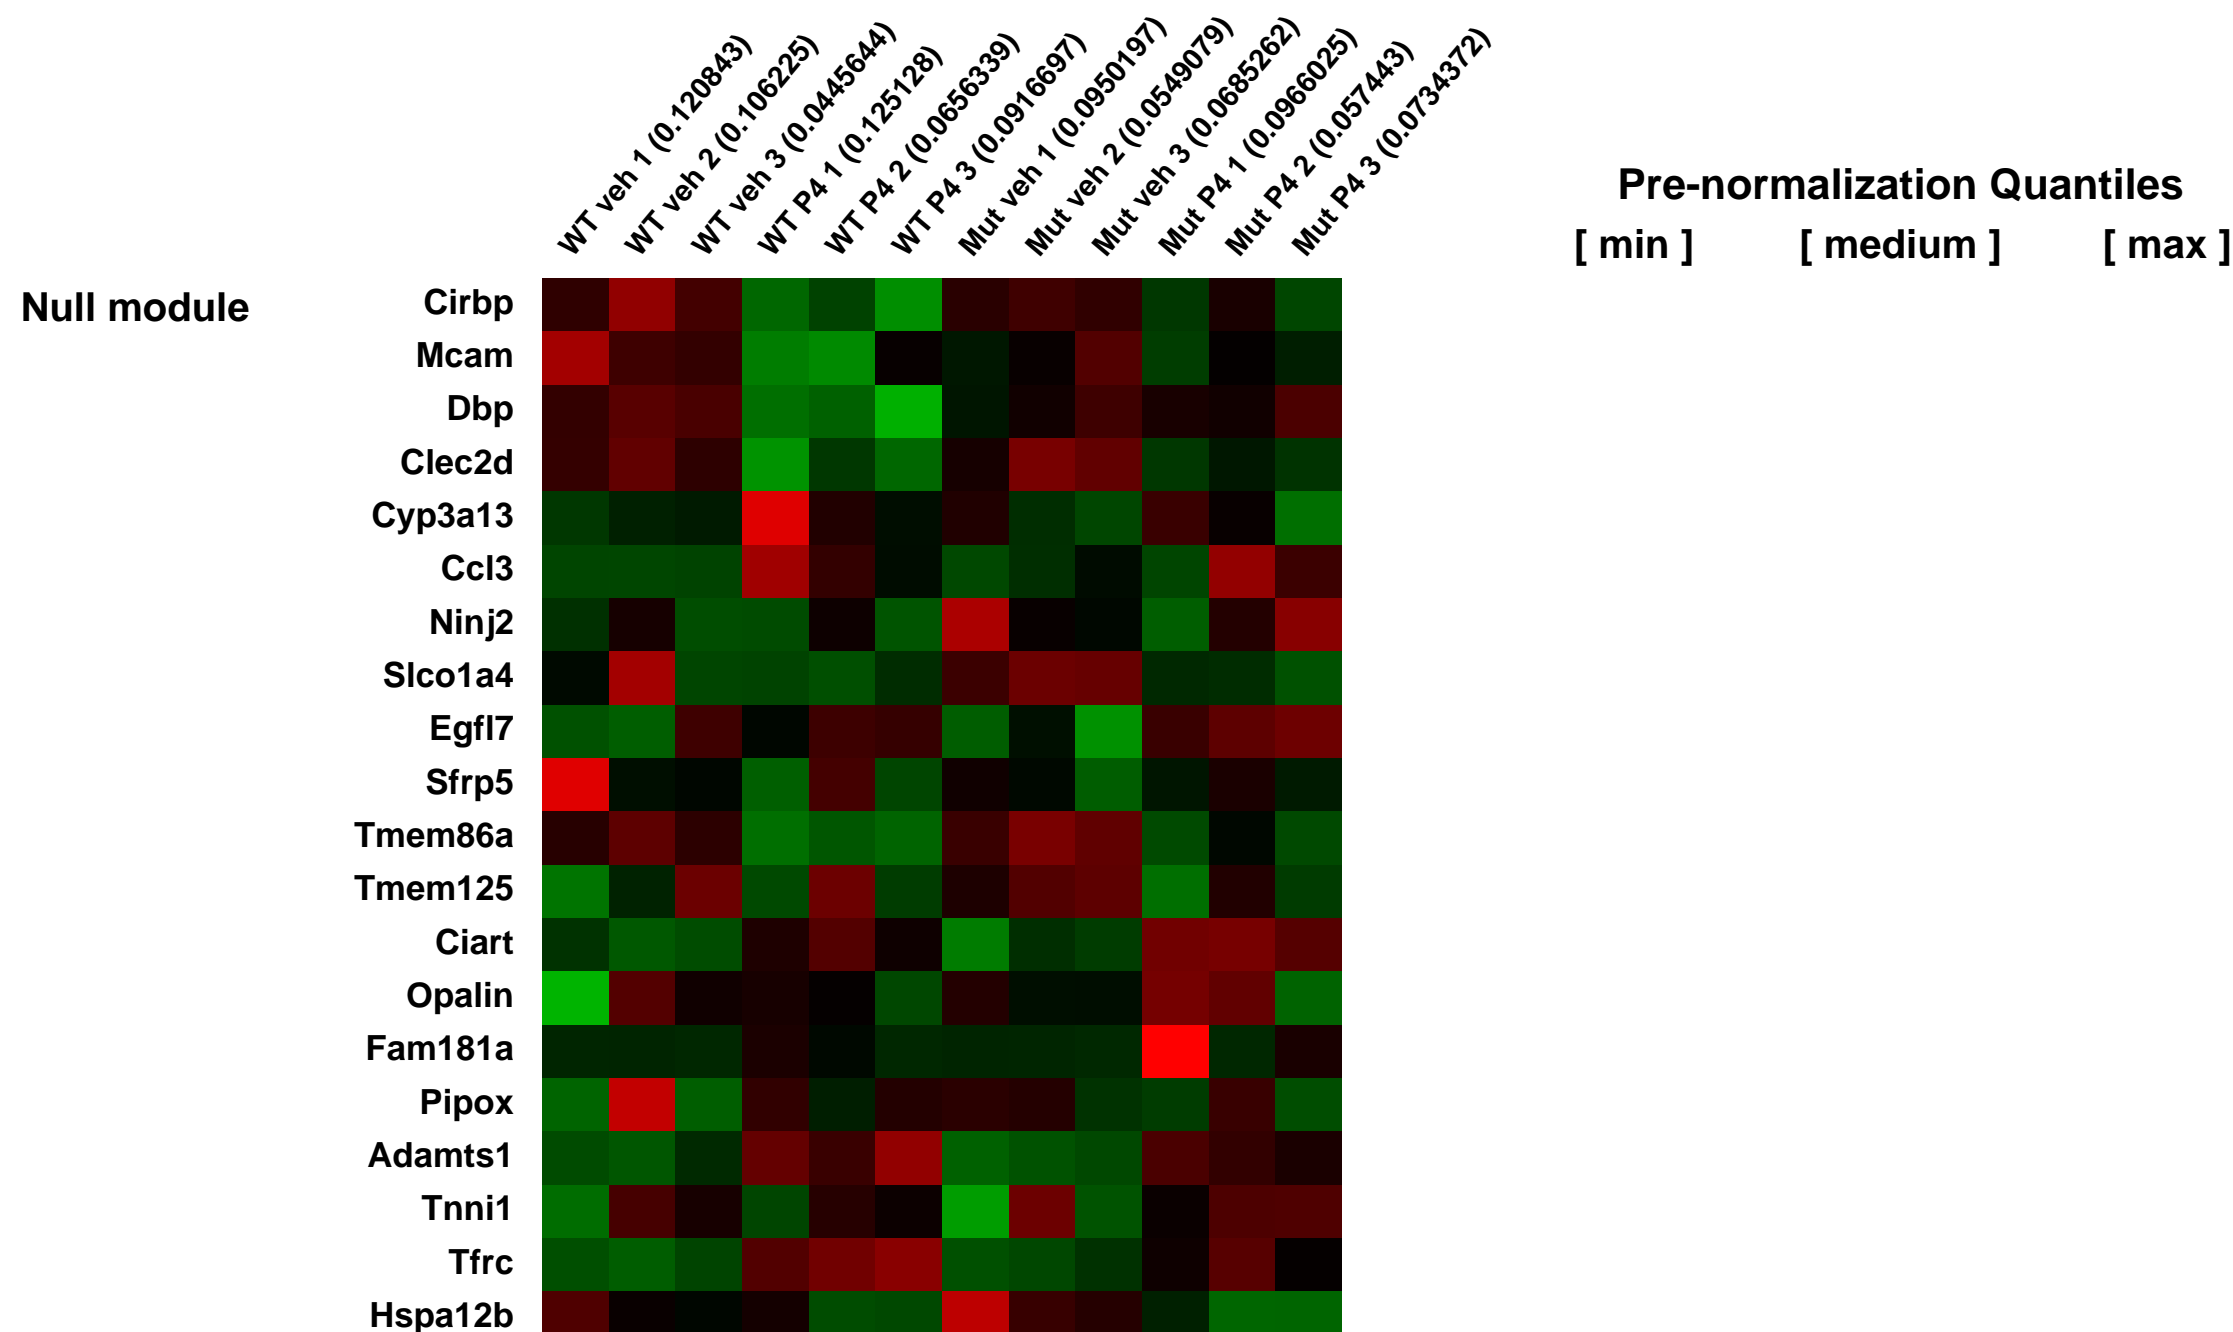 WT veh 1 (0.120843)
WT veh 2 (0.106225)
WT veh 3 (0.0445644)
WT P4 1 (0.125128)
WT P4 2 (0.0656339)
WT P4 3 (0.0916697)
Mut veh 1 (0.0950197)
Mut veh 2 (0.0549079)
Mut veh 3 (0.0685262)
Mut P4 1 (0.0966025)
Mut P4 2 (0.057443)
Mut P4 3 (0.0734372)
Pre-normalization Quantiles
[ min ] [ medium ] [ max ]
Null module
Cirbp
Mcam
Dbp
Clec2d
Cyp3a13
Ccl3
Ninj2
Slco1a4
Egfl7
Sfrp5
Tmem86a
Tmem125
Ciart
Opalin
Fam181a
Pipox
Adamts1
Tnni1
Tfrc
Hspa12b